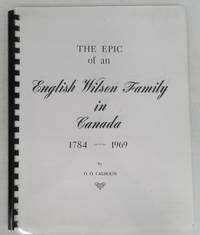 THE EPIC
of an
English Wilson Family
in
Canada
1784 — 1969
by
O. O. CALHOUN